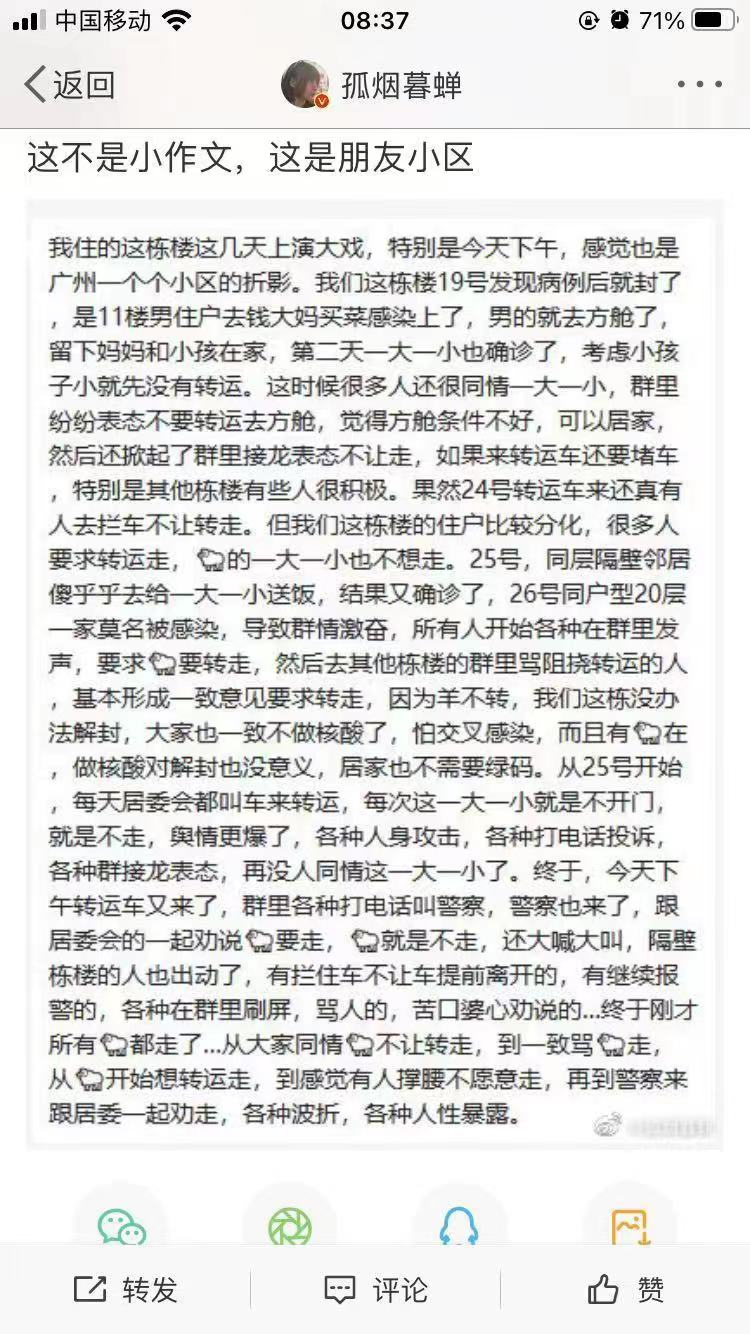 中国移动
08:37
71%
返回
孤烟暮蝉
这不是小作文，这是朋友小区
我住的这栋楼这几天上演大戏，特别是今天下午，感觉也是
广州一个个小区的折影。我们这栋楼19号发现病例后就封了
，是11楼男住户去钱大妈买菜感染上了，男的就去方舱了，
留下妈妈和小孩在家，第二天一大一小也确诊了，考虑小孩
子小就先没有转运。这时候很多人还很同情一大一小，群里
纷纷表态不要转运去方舱，觉得方舱条件不好，可以居家，
然后还掀起了群里接龙表态不让走，如果来转运车还要堵车
，特别是其他栋楼有些人很积极。果然24号转运车来还真有
人去拦车不让转走。但我们这栋楼的住户比较分化，很多人
要求转运走，🐑的一大一小也不想走。25号，同层隔壁邻居
傻乎乎去给一大一小送饭，结果又确诊了，26号同户型20层
一家莫名被感染，导致群情激奋，所有人开始各种在群里发
声，要求🐑要转走，然后去其他栋楼的群里骂阻挠转运的人
，基本形成一致意见要求转走，因为羊不转，我们这栋没办
法解封，大家也一致不做核酸了，怕交叉感染，而且有🐑在
，做核酸对解封也没意义，居家也不需要绿码。从25号开始
，每天居委会都叫车来转运，每次这一大一小就是不开门，
就是不走，舆情更爆了，各种人身攻击，各种打电话投诉，
各种群接龙表态，再没人同情这一大一小了。终于，今天下
午转运车又来了，群里各种打电话叫警察，警察也来了，跟
居委会的一起劝说🐑要走，🐑就是不走，还大喊大叫，隔壁
栋楼的人也出动了，有拦住车不让车提前离开的，有继续报
警的，各种在群里刷屏，骂人的，苦口婆心劝说的...终于刚才
所有🐑都走了...从大家同情🐑不让转走，到一致骂🐑走，
从🐑开始想转运走，到感觉有人撑腰不愿意走，再到警察来
跟居委一起劝走，各种波折，各种人性暴露。
转发
评论
赞